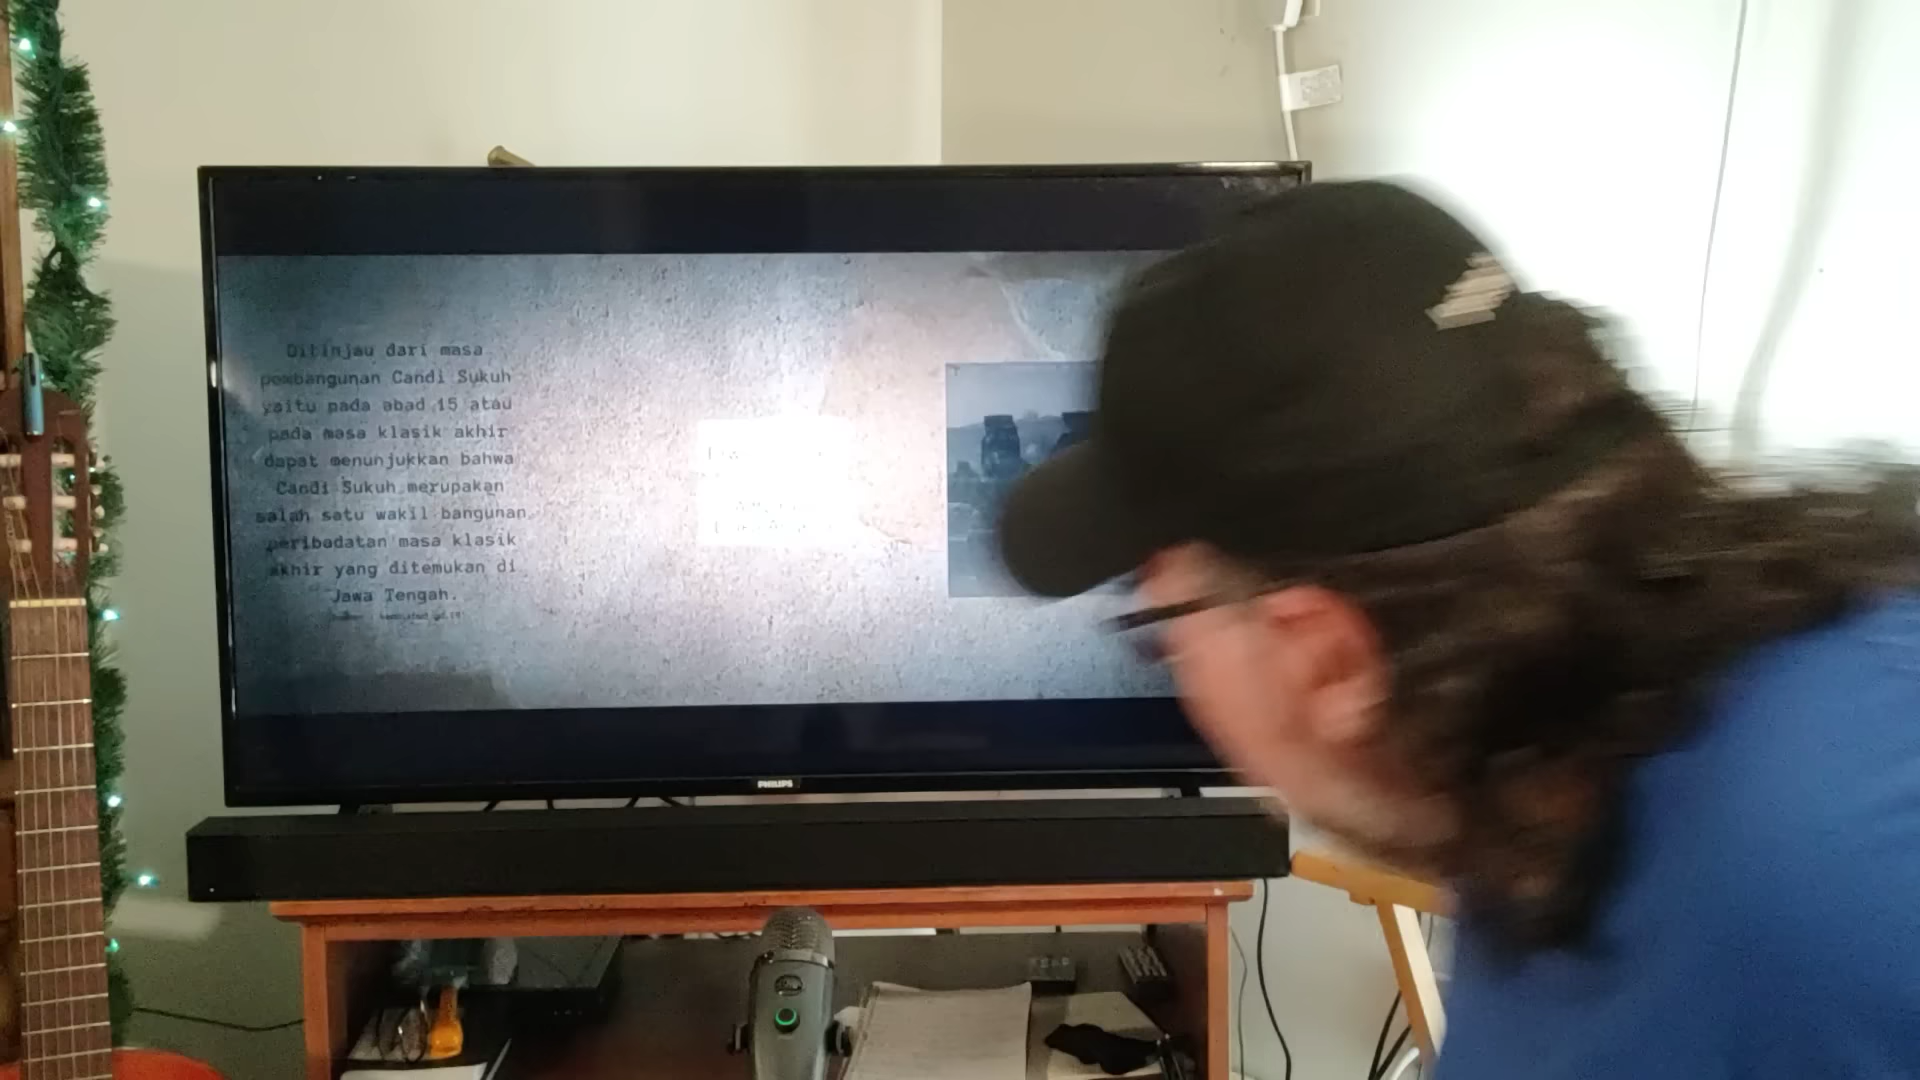 Ditinjau dari masa
pembangunan Candi Sukuh
yaitu pada abad 15 atau
pada masa klasik akhir
dapat menunjukkan bahwa
Candi Sukuh merupakan
salah satu wakil bangunan
peribadatan masa klasik
akhir yang ditemukan di
Jawa Tengah.
PHILIPS